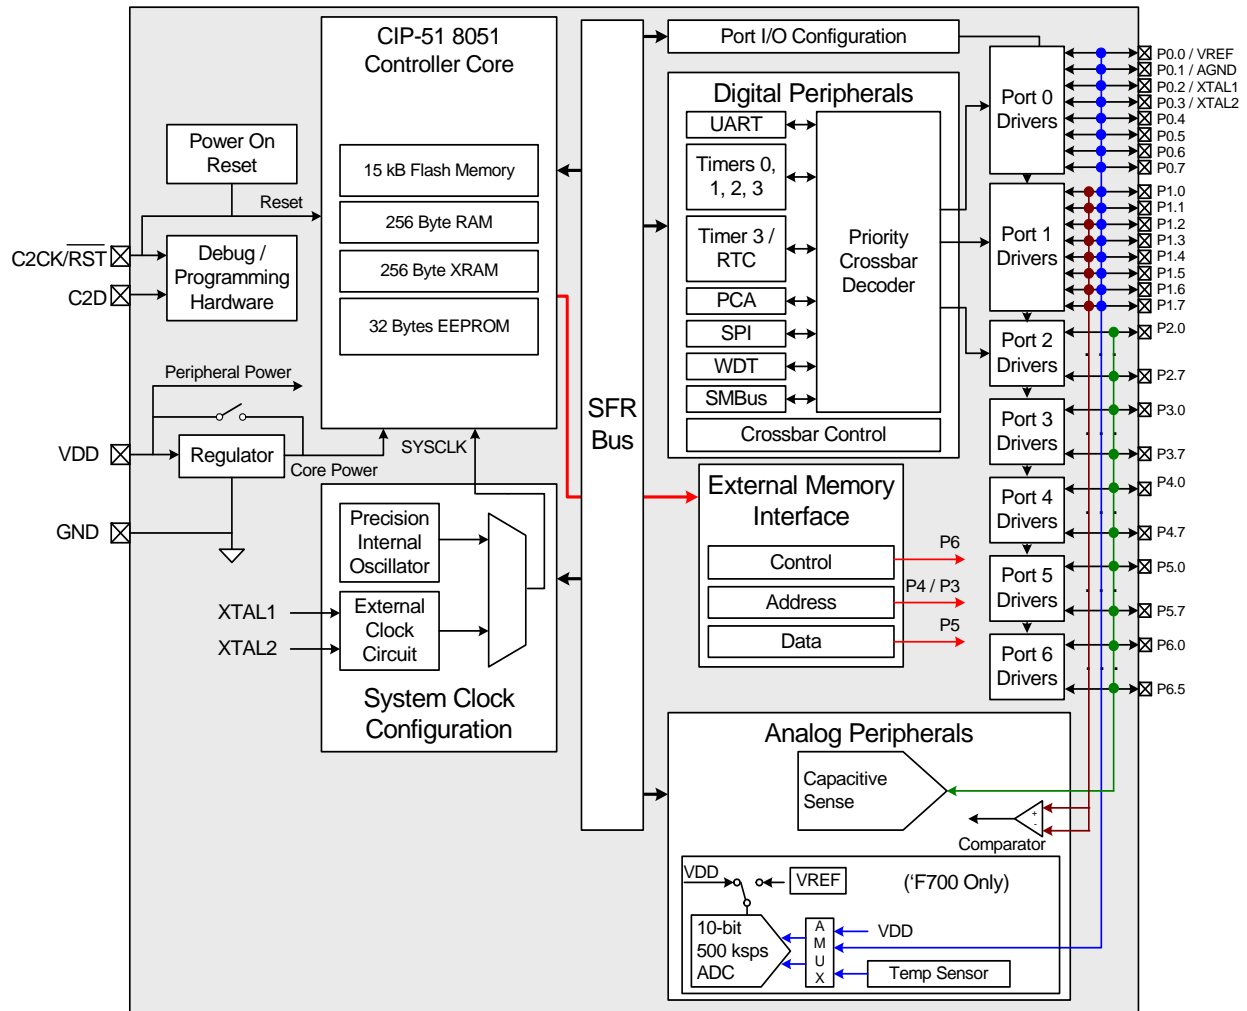 CIP-51 8051
Controller Core
15 kB Flash Memory
256 Byte RAM
256 Byte XRAM
32 Bytes EEPROM
Power On
Reset
Reset
Debug /
Programming
Hardware
C2CK/RST
C2D
Peripheral Power
VDD
Regulator
Core Power
SYSCLK
GND
Precision
Internal
Oscillator
XTAL1
XTAL2
External
Clock
Circuit
System Clock
Configuration
SFR
Bus
Port I/O Configuration
Digital Peripherals
UART
Timers 0,
1, 2, 3
Timer 3 /
RTC
PCA
SPI
WDT
SMBus
Priority
Crossbar
Decoder
Crossbar Control
External Memory
Interface
Control
Address
Data
P6
P4 / P3
P5
Port 0
Drivers
Port 1
Drivers
Port 2
Drivers
Port 3
Drivers
Port 4
Drivers
Port 5
Drivers
Port 6
Drivers
P0.0 / VREF
P0.1 / AGND
P0.2 / XTAL1
P0.3 / XTAL2
P0.4
P0.5
P0.6
P0.7
P1.0
P1.1
P1.2
P1.3
P1.4
P1.5
P1.6
P1.7
P2.0
P2.7
P3.0
P3.7
P4.0
P4.7
P5.0
P5.7
P6.0
P6.5
Analog Peripherals
Capacitive
Sense
+
-
Comparator
VDD
VREF
('F700 Only)
10-bit
500 ksps
ADC
AMUX
VDD
Temp Sensor